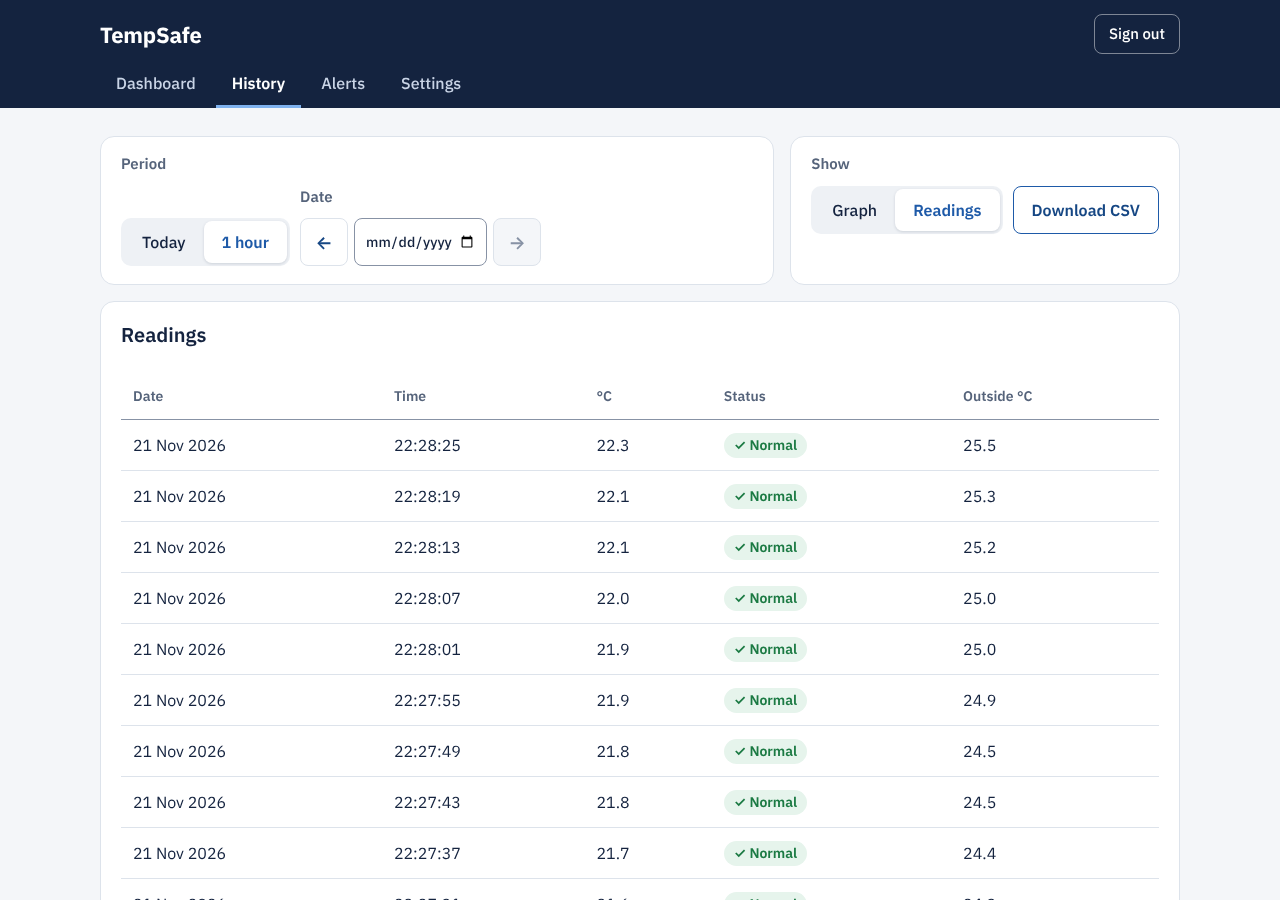 TempSafe
Sign out
Dashboard History Alerts Settings
Period
Date
Today 1 hour mm/dd/yyyy
Show
Graph Readings Download CSV
Readings
Date Time °C Status Outside °C
21 Nov 2026 22:28:25 22.3 Normal 25.5
21 Nov 2026 22:28:19 22.1 Normal 25.3
21 Nov 2026 22:28:13 22.1 Normal 25.2
21 Nov 2026 22:28:07 22.0 Normal 25.0
21 Nov 2026 22:28:01 21.9 Normal 25.0
21 Nov 2026 22:27:55 21.9 Normal 24.9
21 Nov 2026 22:27:49 21.8 Normal 24.5
21 Nov 2026 22:27:43 21.8 Normal 24.5
21 Nov 2026 22:27:37 21.7 Normal 24.4